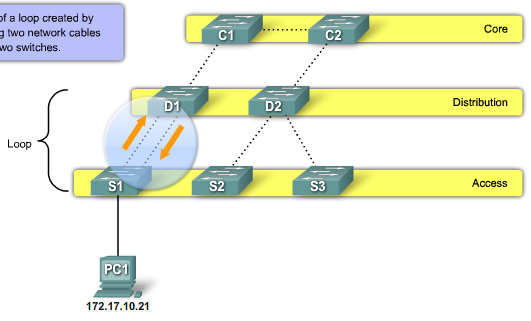 of a loop created by
g two network cables
wo switches.
C1
C2
Core
D1
D2
Distribution
Loop
S1
S2
S3
Access
PC1
172.17.10.21